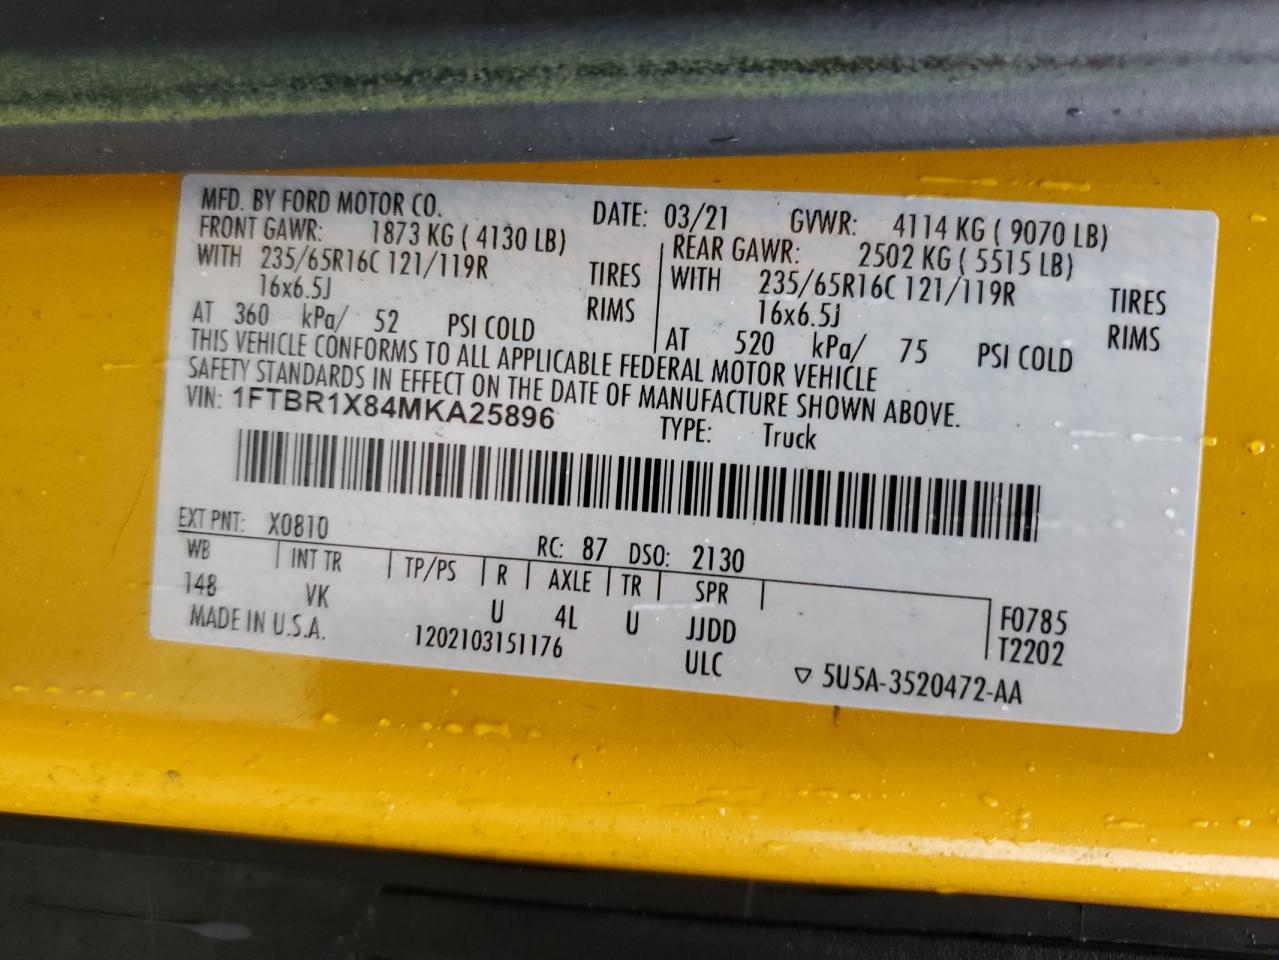 MFD. BY FORD MOTOR CO. DATE: 03/21 GVWR: 4114 KG ( 9070 LB)
FRONT GAWR: 1873 KG ( 4130 LB) REAR GAWR: 2502 KG ( 5515 LB)
WITH 235/65R16C 121/119R TIRES WITH 235/65R16C 121/119R TIRES
16x6.5J RIMS 16x6.5J RIMS
AT 360 kPa/ 52 PSI COLD AT 520 kPa/ 75 PSI COLD
THIS VEHICLE CONFORMS TO ALL APPLICABLE FEDERAL MOTOR VEHICLE
SAFETY STANDARDS IN EFFECT ON THE DATE OF MANUFACTURE SHOWN ABOVE.
VIN: 1FTBR1X84MKA25896 TYPE: Truck
EXT PNT: X0810 RC: 87 DSO: 2130
WB INT TR TP/PS R AXLE TR SPR
148 VK U 4L U JJDD F0785
MADE IN U.S.A. 1202103151176 ULC T2202
▽ 5U5A-3520472-AA